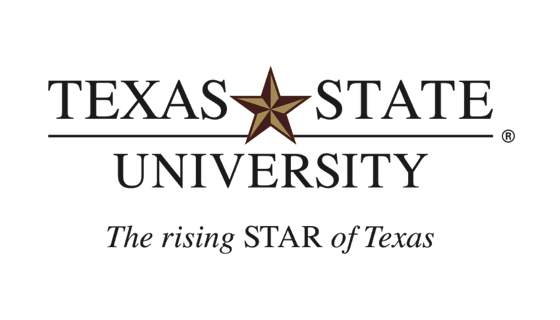 TEXAS STATE
UNIVERSITY ®
The rising STAR of Texas